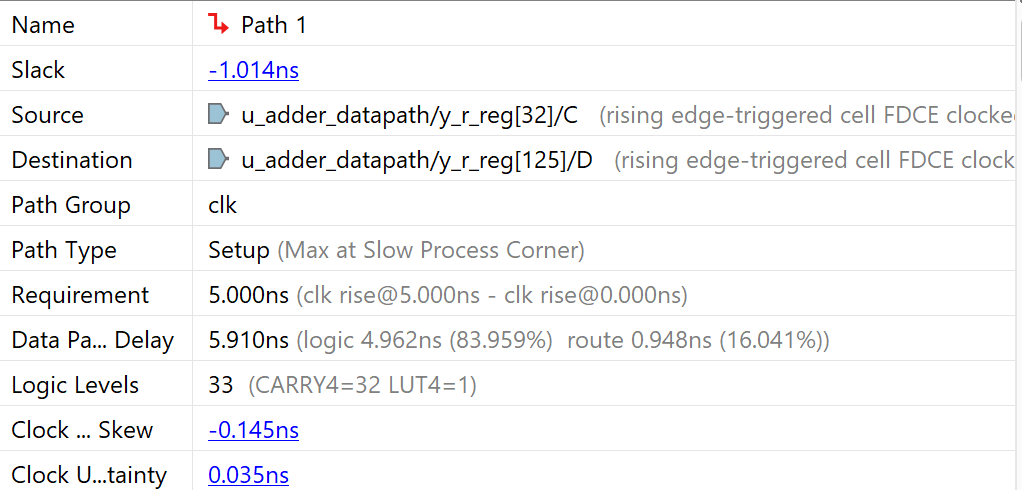 Name Path 1
Slack -1.014ns
Source u_adder_datapath/y_r_reg[32]/C (rising edge-triggered cell FDCE clocke
Destination u_adder_datapath/y_r_reg[125]/D (rising edge-triggered cell FDCE clock
Path Group clk
Path Type Setup (Max at Slow Process Corner)
Requirement 5.000ns (clk rise@5.000ns - clk rise@0.000ns)
Data Pa... Delay 5.910ns (logic 4.962ns (83.959%) route 0.948ns (16.041%))
Logic Levels 33 (CARRY4=32 LUT4=1)
Clock ... Skew -0.145ns
Clock U...tainty 0.035ns